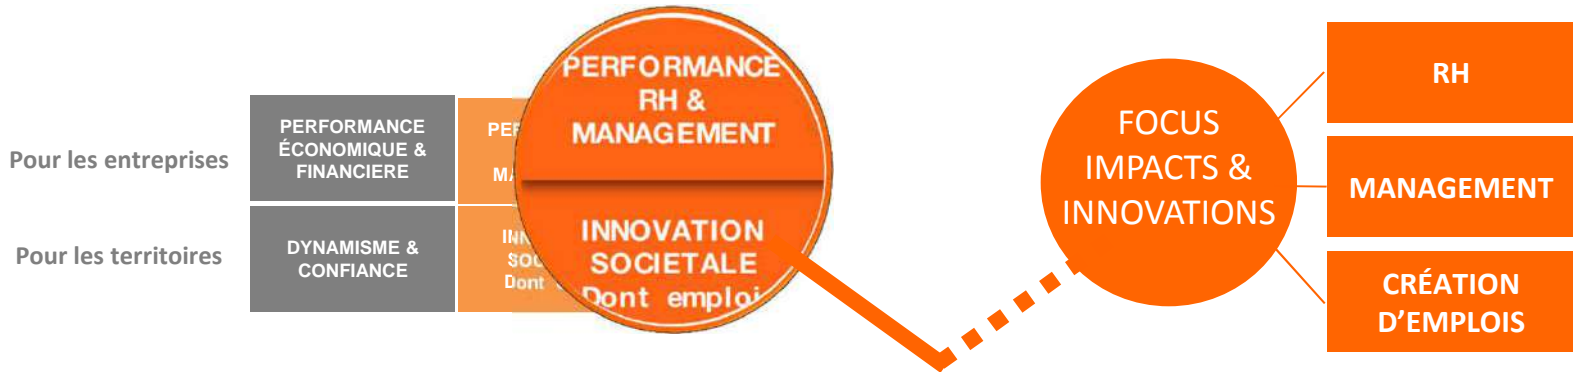 Pour les entreprises
PERFORMANCE
ÉCONOMIQUE &
FINANCIERE
PERFORMANCE
RH &
MANAGEMENT
Pour les territoires
DYNAMISME &
CONFIANCE
INNOVATION
SOCIETALE
Dont emploi
FOCUS
IMPACTS &
INNOVATIONS
RH
MANAGEMENT
CRÉATION
D'EMPLOIS